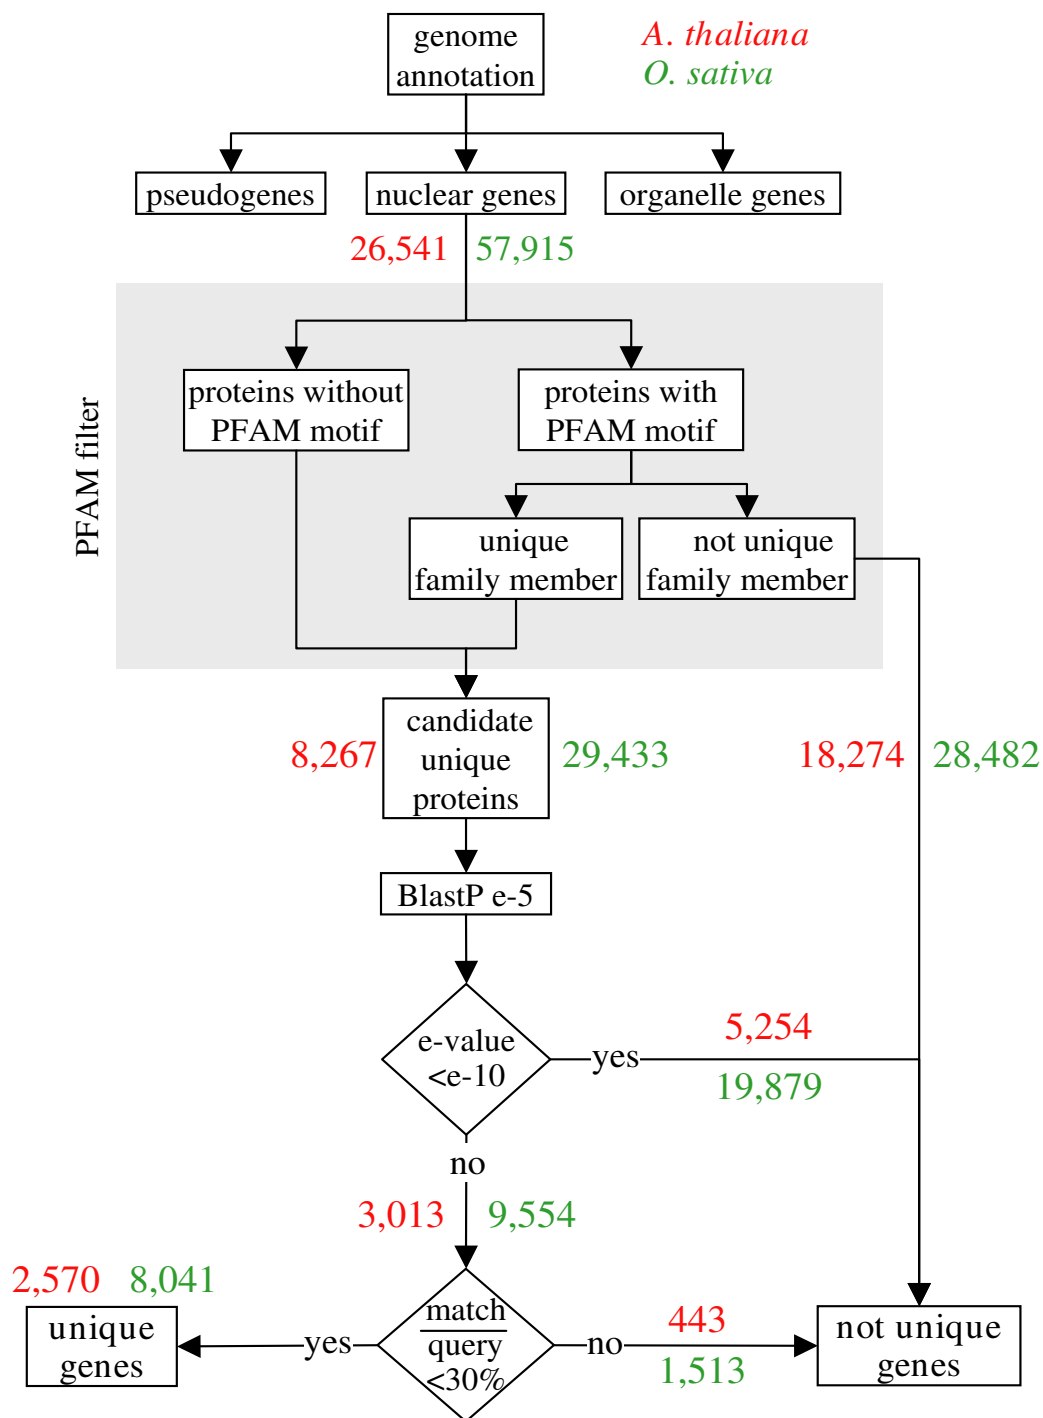 genome
annotation
A. thaliana
O. sativa
pseudogenes
nuclear genes
organelle genes
26,541
57,915
PFAM filter
proteins without
PFAM motif
proteins with
PFAM motif
unique
family member
not unique
family member
candidate
unique
proteins
8,267
29,433
18,274
28,482
BlastP e-5
e-value
<e-10
yes
5,254
19,879
no
3,013
9,554
2,570
8,041
unique
genes
yes
match
query
<30%
no
443
1,513
not unique
genes